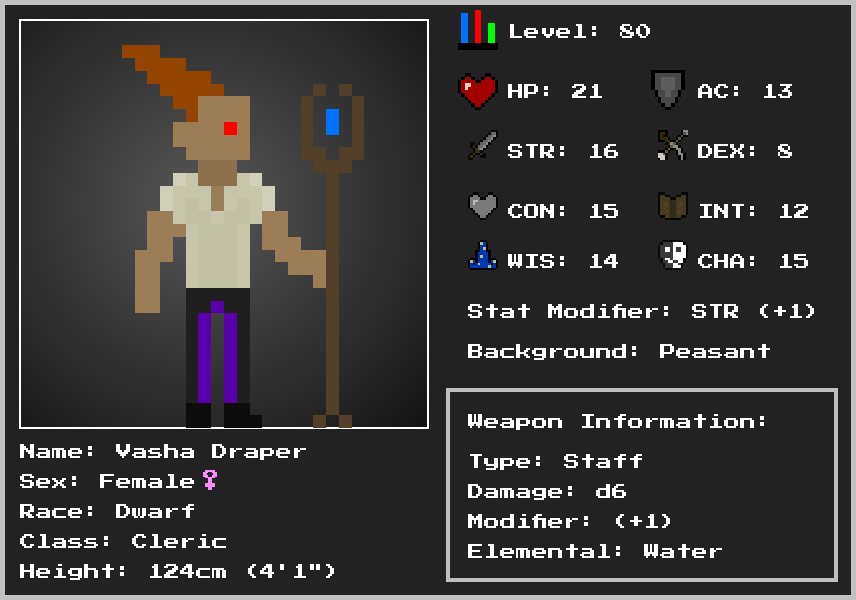 Level: 80
HP: 21 AC: 13
STR: 16 DEX: 8
CON: 15 INT: 12
WIS: 14 CHA: 15
Stat Modifier: STR (+1)
Background: Peasant
Weapon Information:
Type: Staff
Damage: d6
Modifier: (+1)
Elemental: Water
Name: Vasha Draper
Sex: Female♀
Race: Dwarf
Class: Cleric
Height: 124cm (4'1")